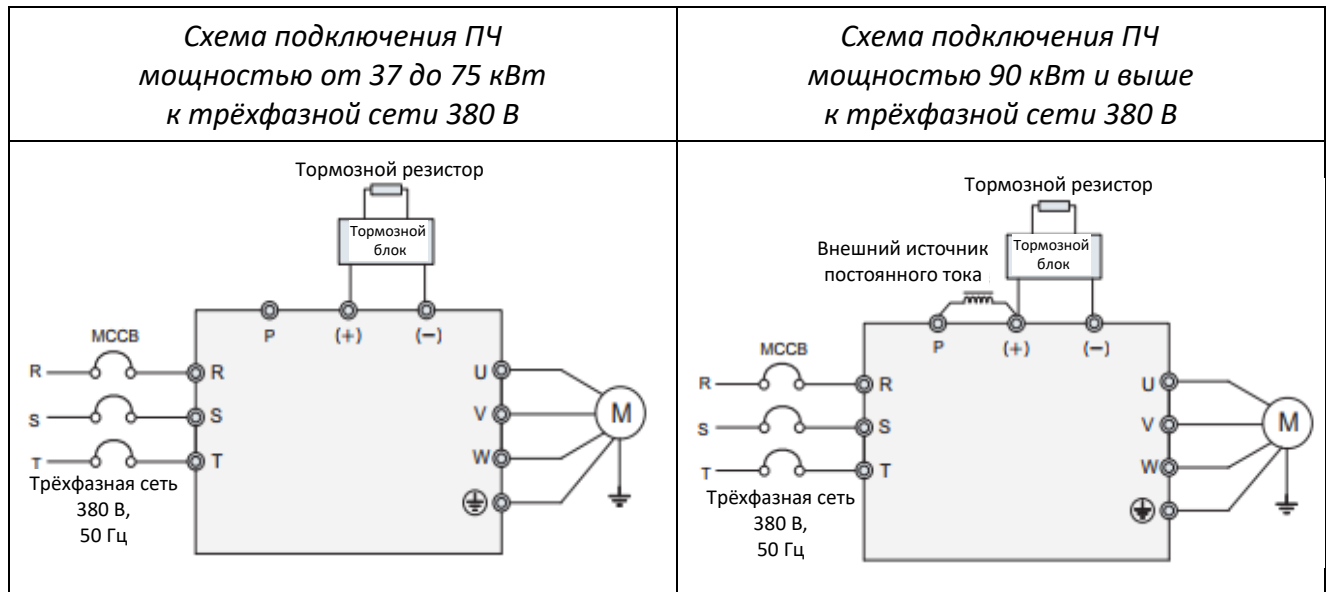 Схема подключения ПЧ
мощностью от 37 до 75 кВт
к трёхфазной сети 380 В
Схема подключения ПЧ
мощностью 90 кВт и выше
к трёхфазной сети 380 В
Тормозной резистор
Тормозной
блок
P
(+)
(−)
MCCB
R
R
S
S
T
T
U
V
W
M
Трёхфазная сеть
380 В,
50 Гц
Тормозной резистор
Внешний источник
постоянного тока
Тормозной
блок
P
(+)
(−)
MCCB
R
R
S
S
T
T
U
V
W
M
Трёхфазная сеть
380 В,
50 Гц